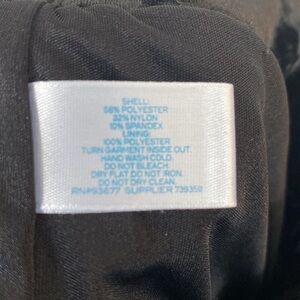 SHELL:
58% POLYESTER
32% NYLON
10% SPANDEX
LINING:
100% POLYESTER
TURN GARMENT INSIDE OUT.
HAND WASH COLD.
DO NOT BLEACH.
DRY FLAT DO NOT IRON.
DO NOT DRY CLEAN.
RN#93677 SUPPLIER 739350